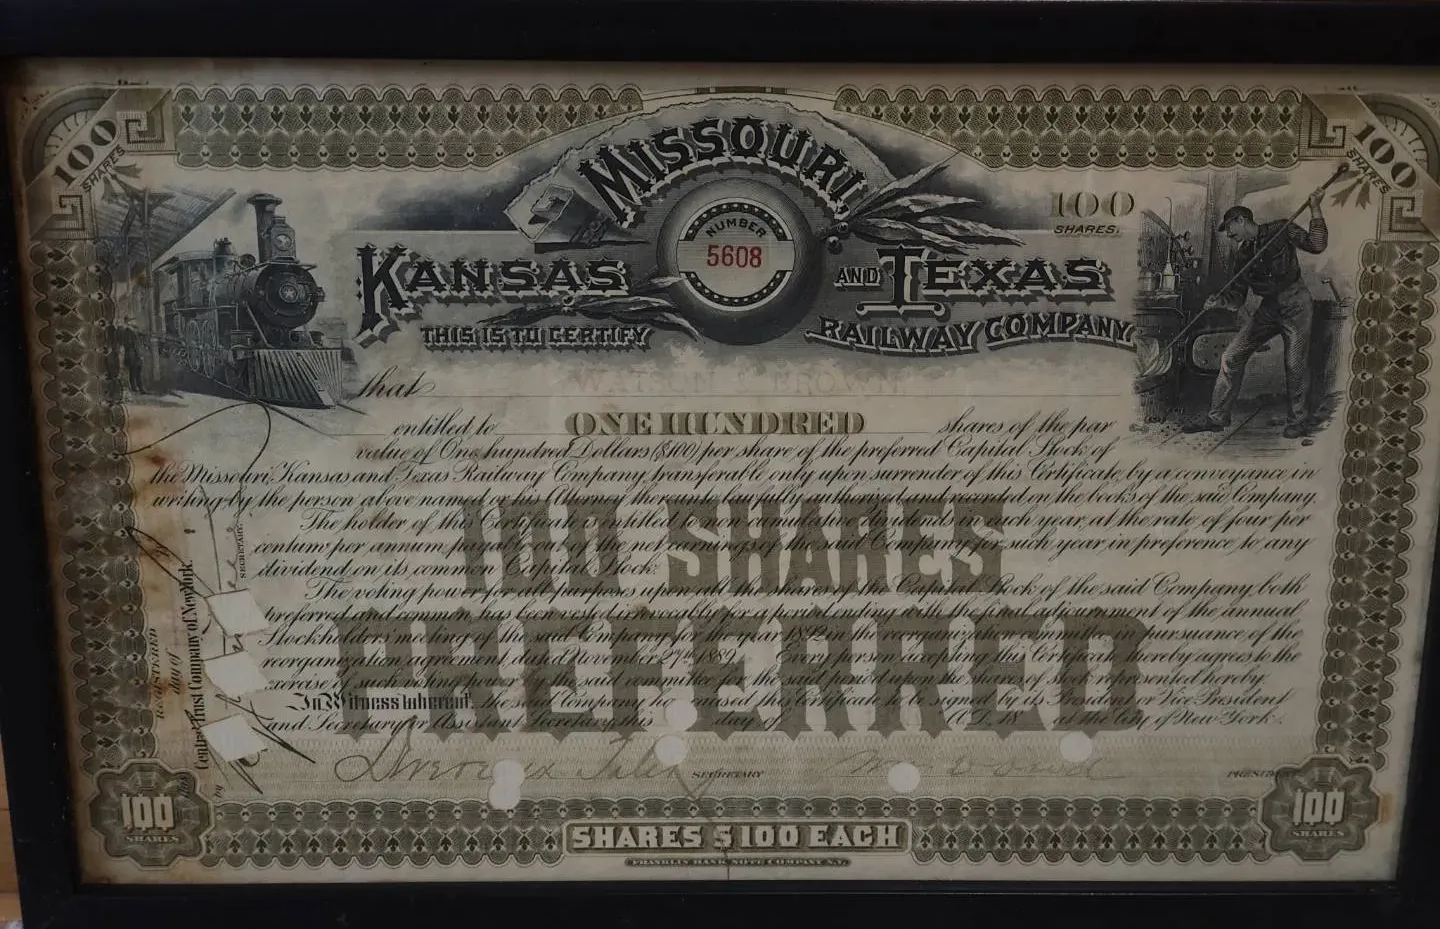 100 SHARES
100 SHARES
MISSOURI,
NUMBER
5608
100
SHARES.
KANSAS AND TEXAS
THIS IS TO CERTIFY
RAILWAY COMPANY
that WATSON & BROWN
entitled to ONE HUNDRED shares of the par
value of One hundred Dollars ($100) per share of the preferred Capital Stock of
the Missouri, Kansas and Texas Railway Company, transferable only upon surrender of this Certificate, by a conveyance in
writing by the person above named or his Attorney thereunto lawfully authorized and recorded on the books of the said Company.
The holder of this Certificate is entitled to non cumulative dividends in each year, at the rate of four per
centum per annum, payable out of the net earnings of the said Company for such year, in preference to any
dividend on its common Capital Stock.
The voting power for all purposes upon all the shares of the Capital Stock of the said Company, both
preferred and common, has been vested irrevocably for a period ending with the final adjournment of the annual
Stockholders meeting of the said Company for the year 1892 in the reorganization committee in pursuance of the
reorganization agreement, dated November 27th 1889. Every person accepting this Certificate hereby agrees to the
exercise of such voting power by the said committee for the said period upon the shares of stock represented hereby.
In Witness whereof, the said Company has caused this Certificate to be signed by its President or Vice President
and Secretary or Assistant Secretary this day of A.D. 18 at the City of New York.
100 SHARES
PREFERRED
SECRETARY
PRESIDENT
REGISTERED
day of
Central Trust Company of New York.
by
SECRETARY.
100
SHARES
100
SHARES
SHARES $100 EACH
FRANKLIN BANK NOTE COMPANY N.Y.